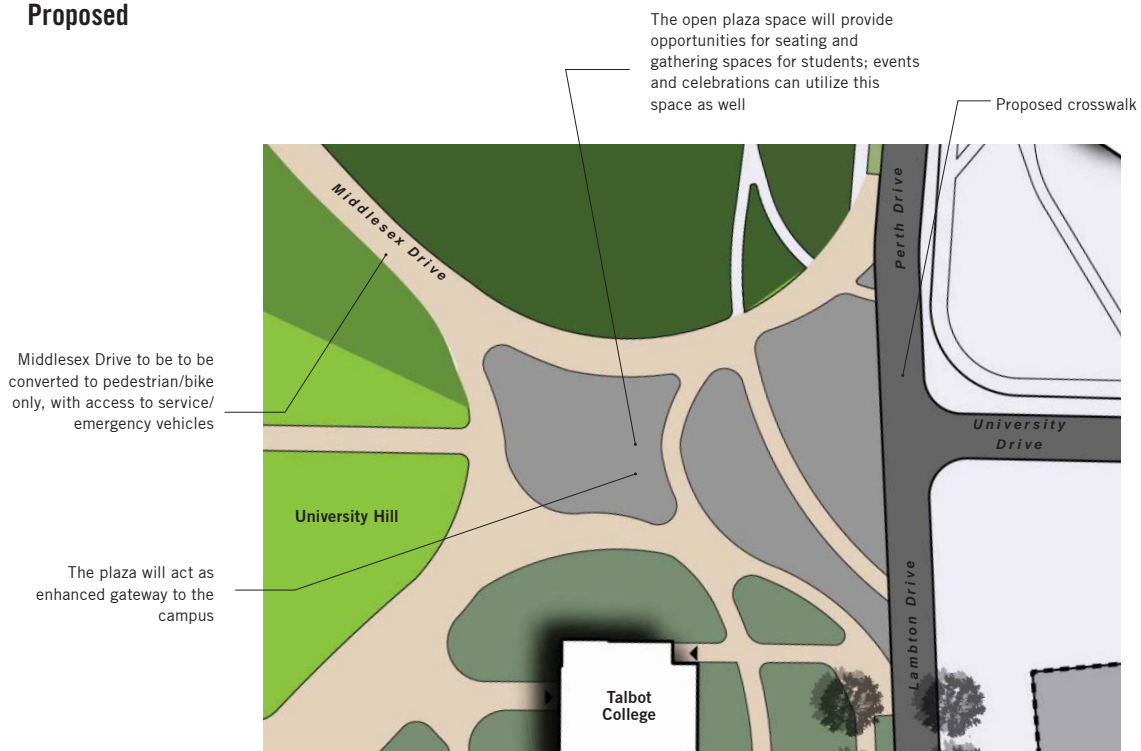 Proposed
The open plaza space will provide
opportunities for seating and
gathering spaces for students; events
and celebrations can utilize this
space as well
Proposed crosswalk
Middlesex Drive
Perth Drive
Middlesex Drive to be to be
converted to pedestrian/bike
only, with access to service/
emergency vehicles
University
Drive
University Hill
The plaza will act as
enhanced gateway to the
campus
Lambton Drive
Talbot
College